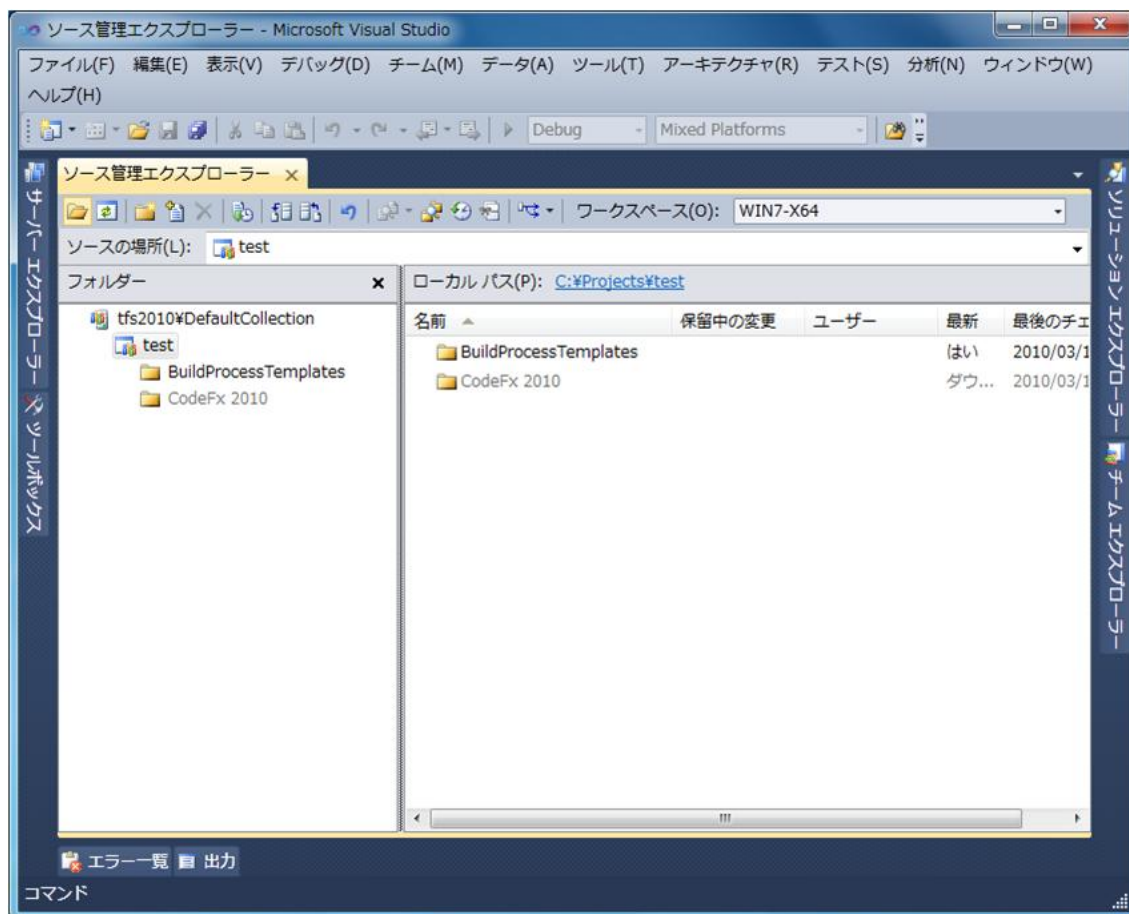 ソース管理エクスプローラー - Microsoft Visual Studio
ファイル(F) 編集(E) 表示(V) デバッグ(D) チーム(M) データ(A) ツール(T) アーキテクチャ(R) テスト(S) 分析(N) ウィンドウ(W)
ヘルプ(H)
Debug Mixed Platforms
サーバー エクスプローラー
ツールボックス
ソース管理エクスプローラー
ワークスペース(O): WIN7-X64
ソースの場所(L): test
フォルダー
tfs2010¥DefaultCollection
test
BuildProcessTemplates
CodeFx 2010
ローカル パス(P): C:¥Projects¥test
名前 保留中の変更 ユーザー 最新 最後のチェ
BuildProcessTemplates はい 2010/03/1
CodeFx 2010 ダウ... 2010/03/1
ソリューション エクスプローラー
チーム エクスプローラー
エラー一覧 出力
コマンド